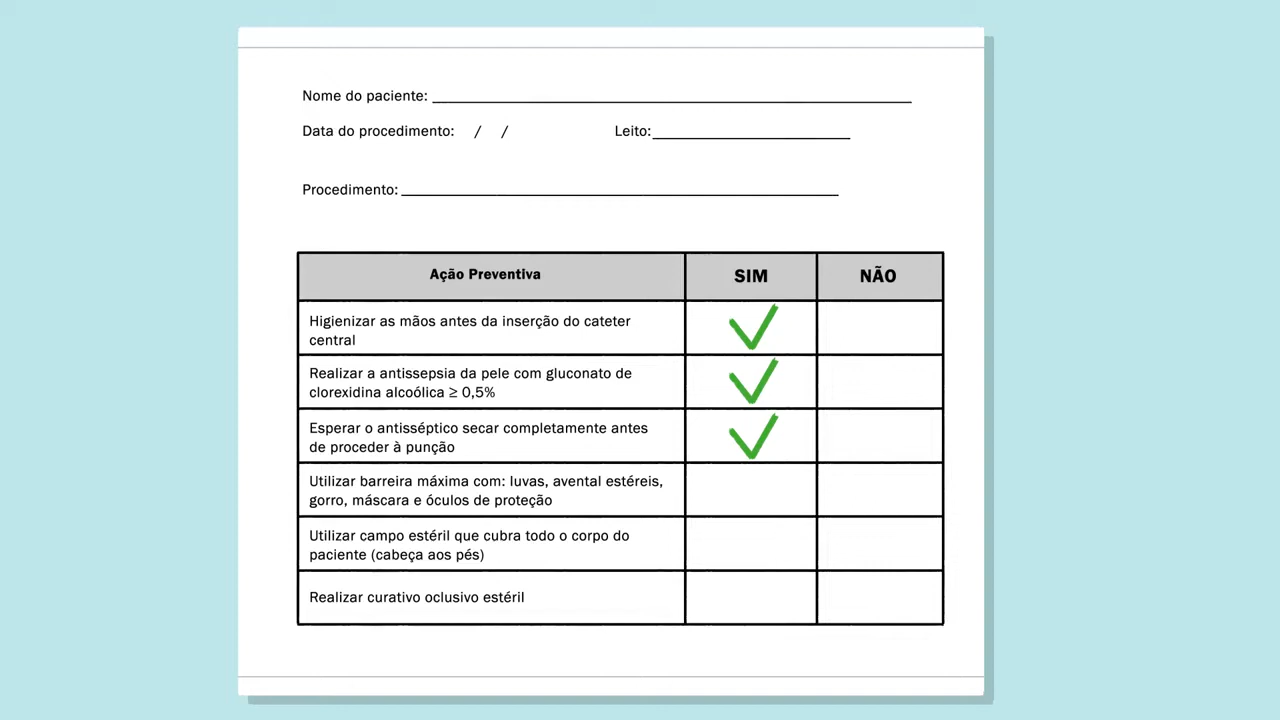 Nome do paciente:
Data do procedimento: / / Leito:
Procedimento:
Ação Preventiva SIM NÃO
Higienizar as mãos antes da inserção do cateter
central
Realizar a antissepsia da pele com gluconato de
clorexidina alcoólica ≥ 0,5%
Esperar o antisséptico secar completamente antes
de proceder à punção
Utilizar barreira máxima com: luvas, avental estéreis,
gorro, máscara e óculos de proteção
Utilizar campo estéril que cubra todo o corpo do
paciente (cabeça aos pés)
Realizar curativo oclusivo estéril